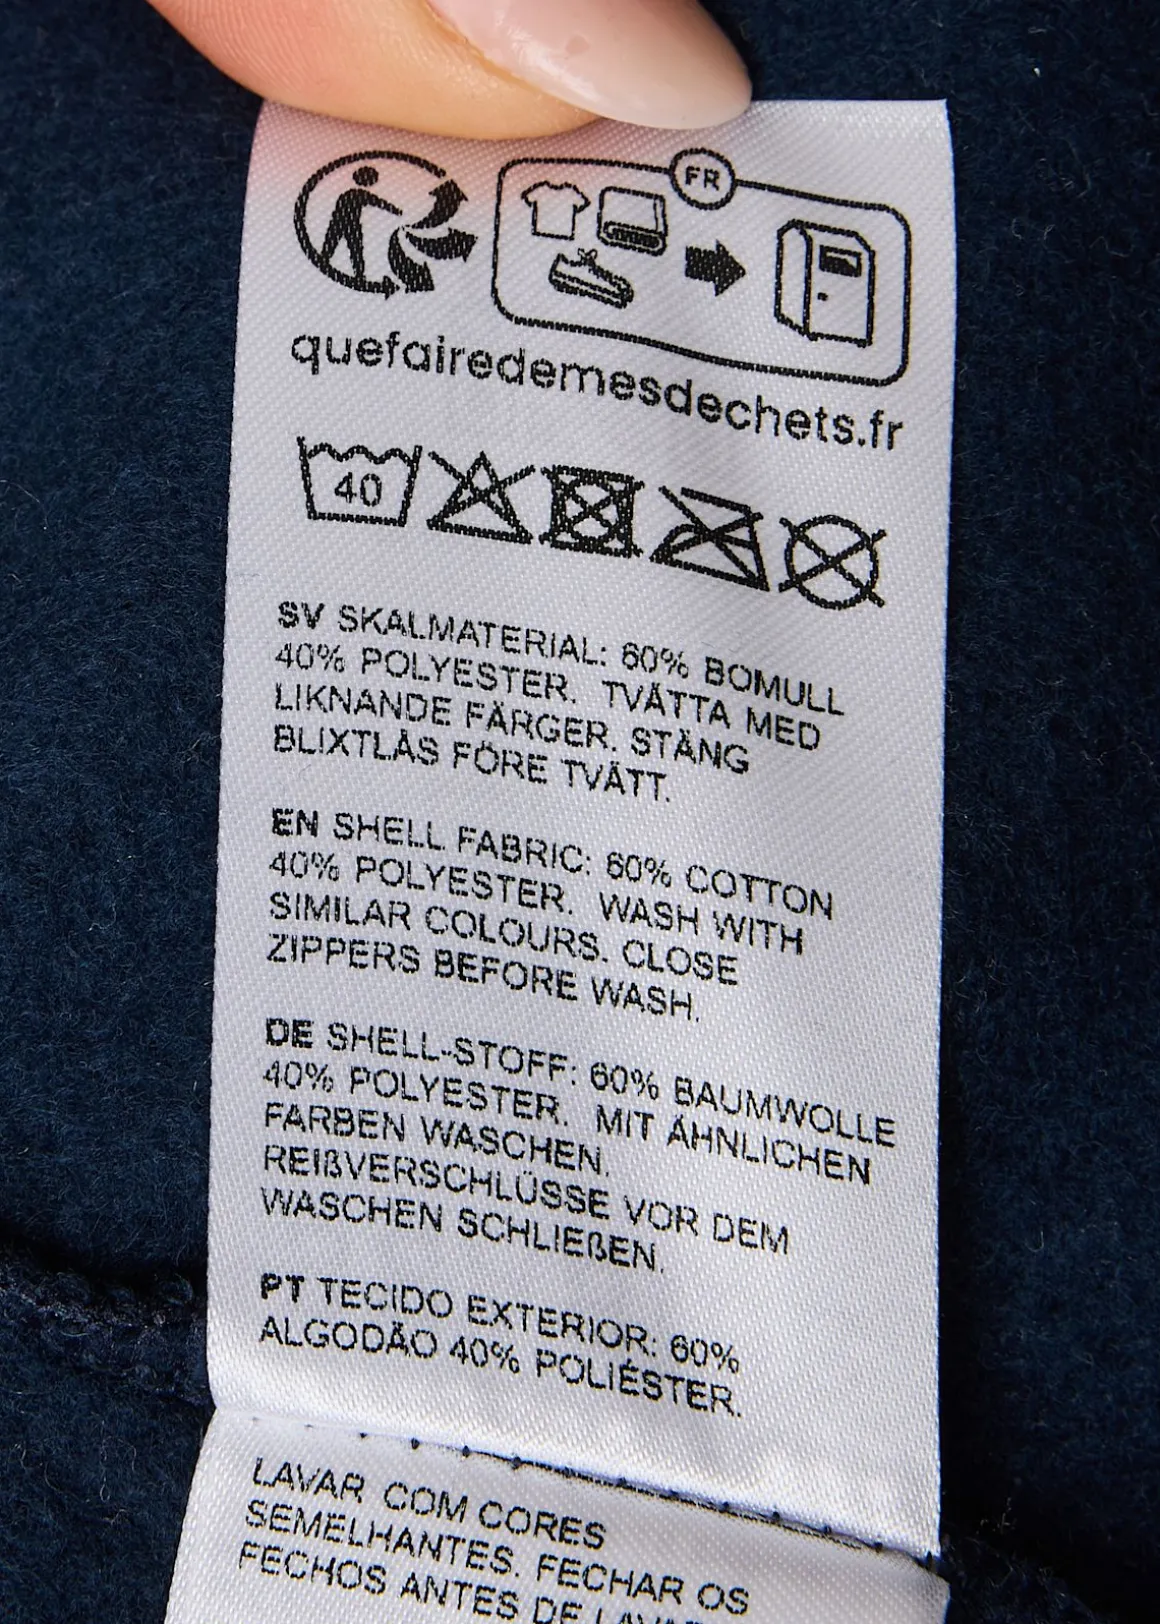 FR
quefairedemesdechets.fr
40
SV SKALMATERIAL: 60% BOMULL
40% POLYESTER. TVÄTTA MED
LIKNANDE FÄRGER. STÄNG
BLIXTLÅS FÖRE TVÄTT.
EN SHELL FABRIC: 60% COTTON
40% POLYESTER. WASH WITH
SIMILAR COLOURS. CLOSE
ZIPPERS BEFORE WASH.
DE SHELL-STOFF: 60% BAUMWOLLE
40% POLYESTER. MIT ÄHNLICHEN
FARBEN WASCHEN.
REIßVERSCHLÜSSE VOR DEM
WASCHEN SCHLIEßEN.
PT TECIDO EXTERIOR: 60%
ALGODÃO 40% POLIÉSTER.
LAVAR COM CORES
SEMELHANTES. FECHAR OS
FECHOS ANTES DE